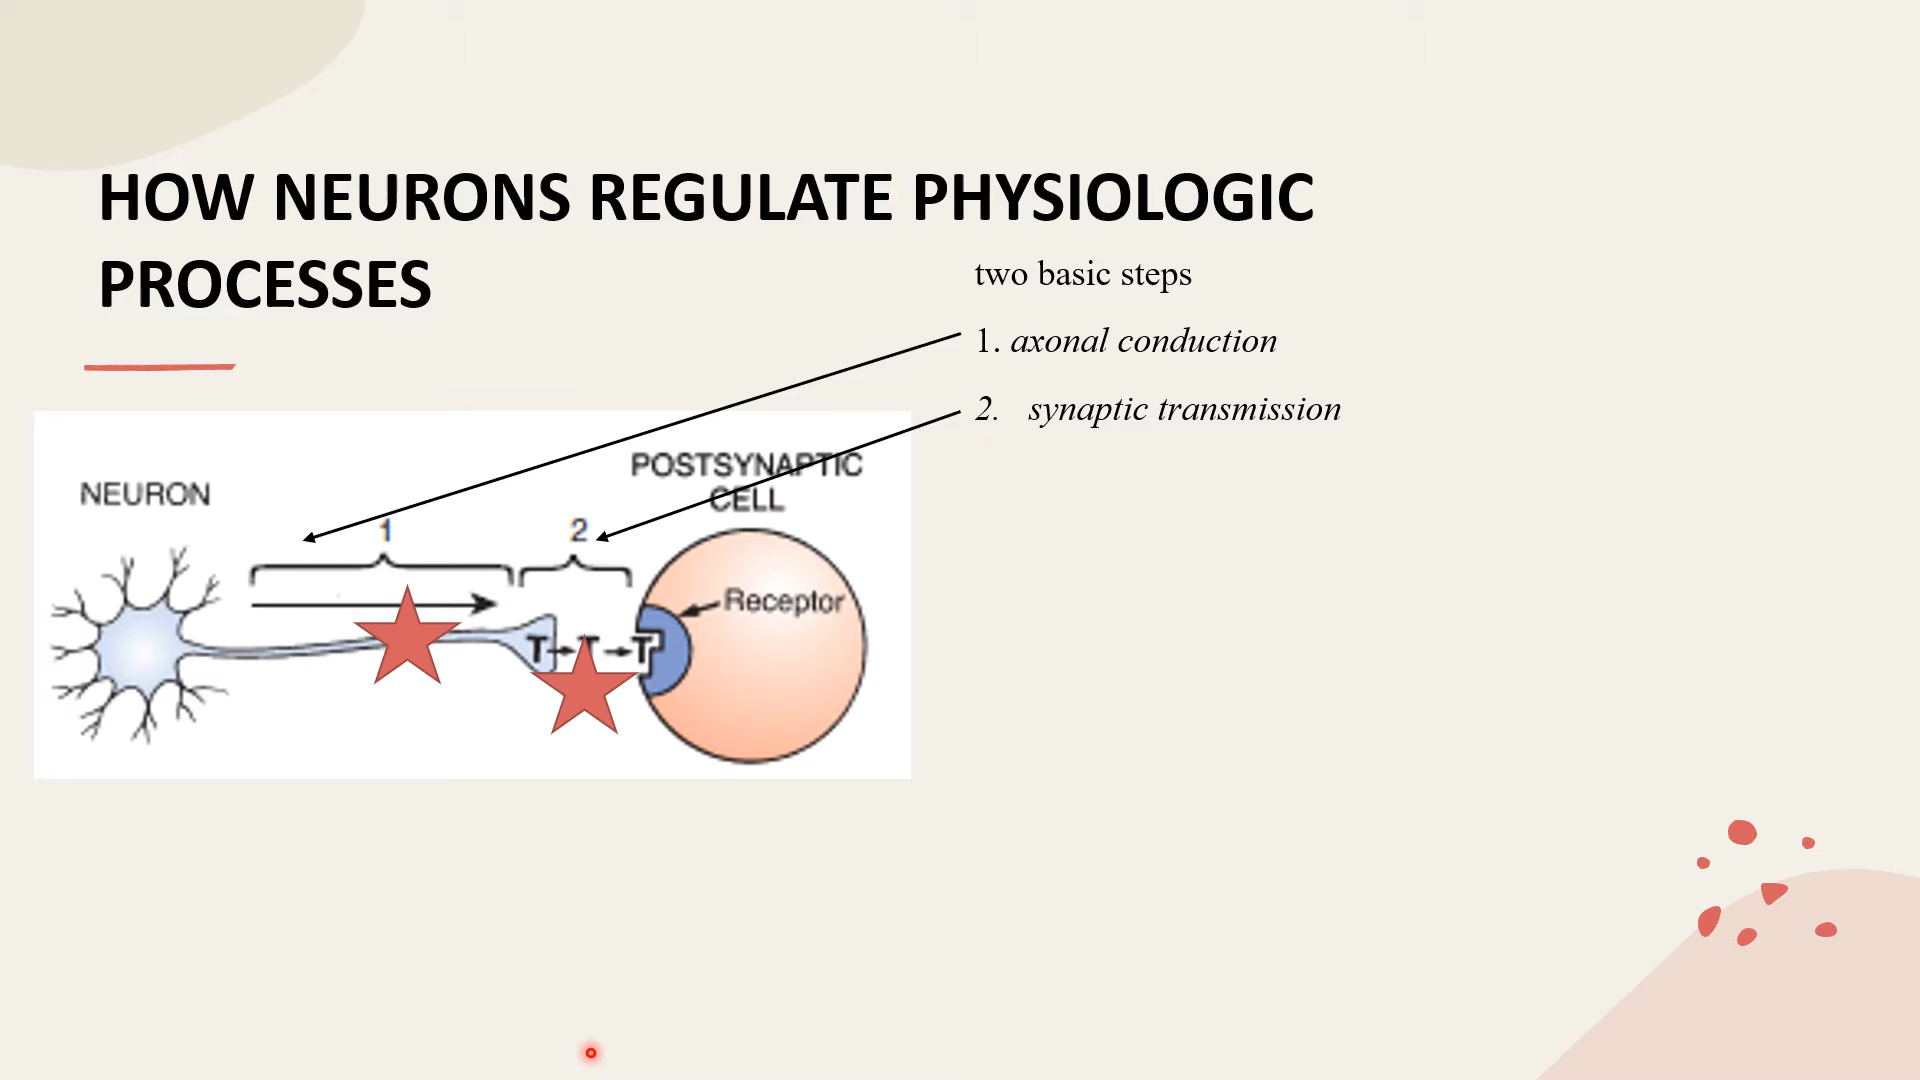 HOW NEURONS REGULATE PHYSIOLOGIC
PROCESSES
two basic steps
1. axonal conduction
2. synaptic transmission
NEURON
POSTSYNAPTIC
CELL
1
2
Receptor
T T T